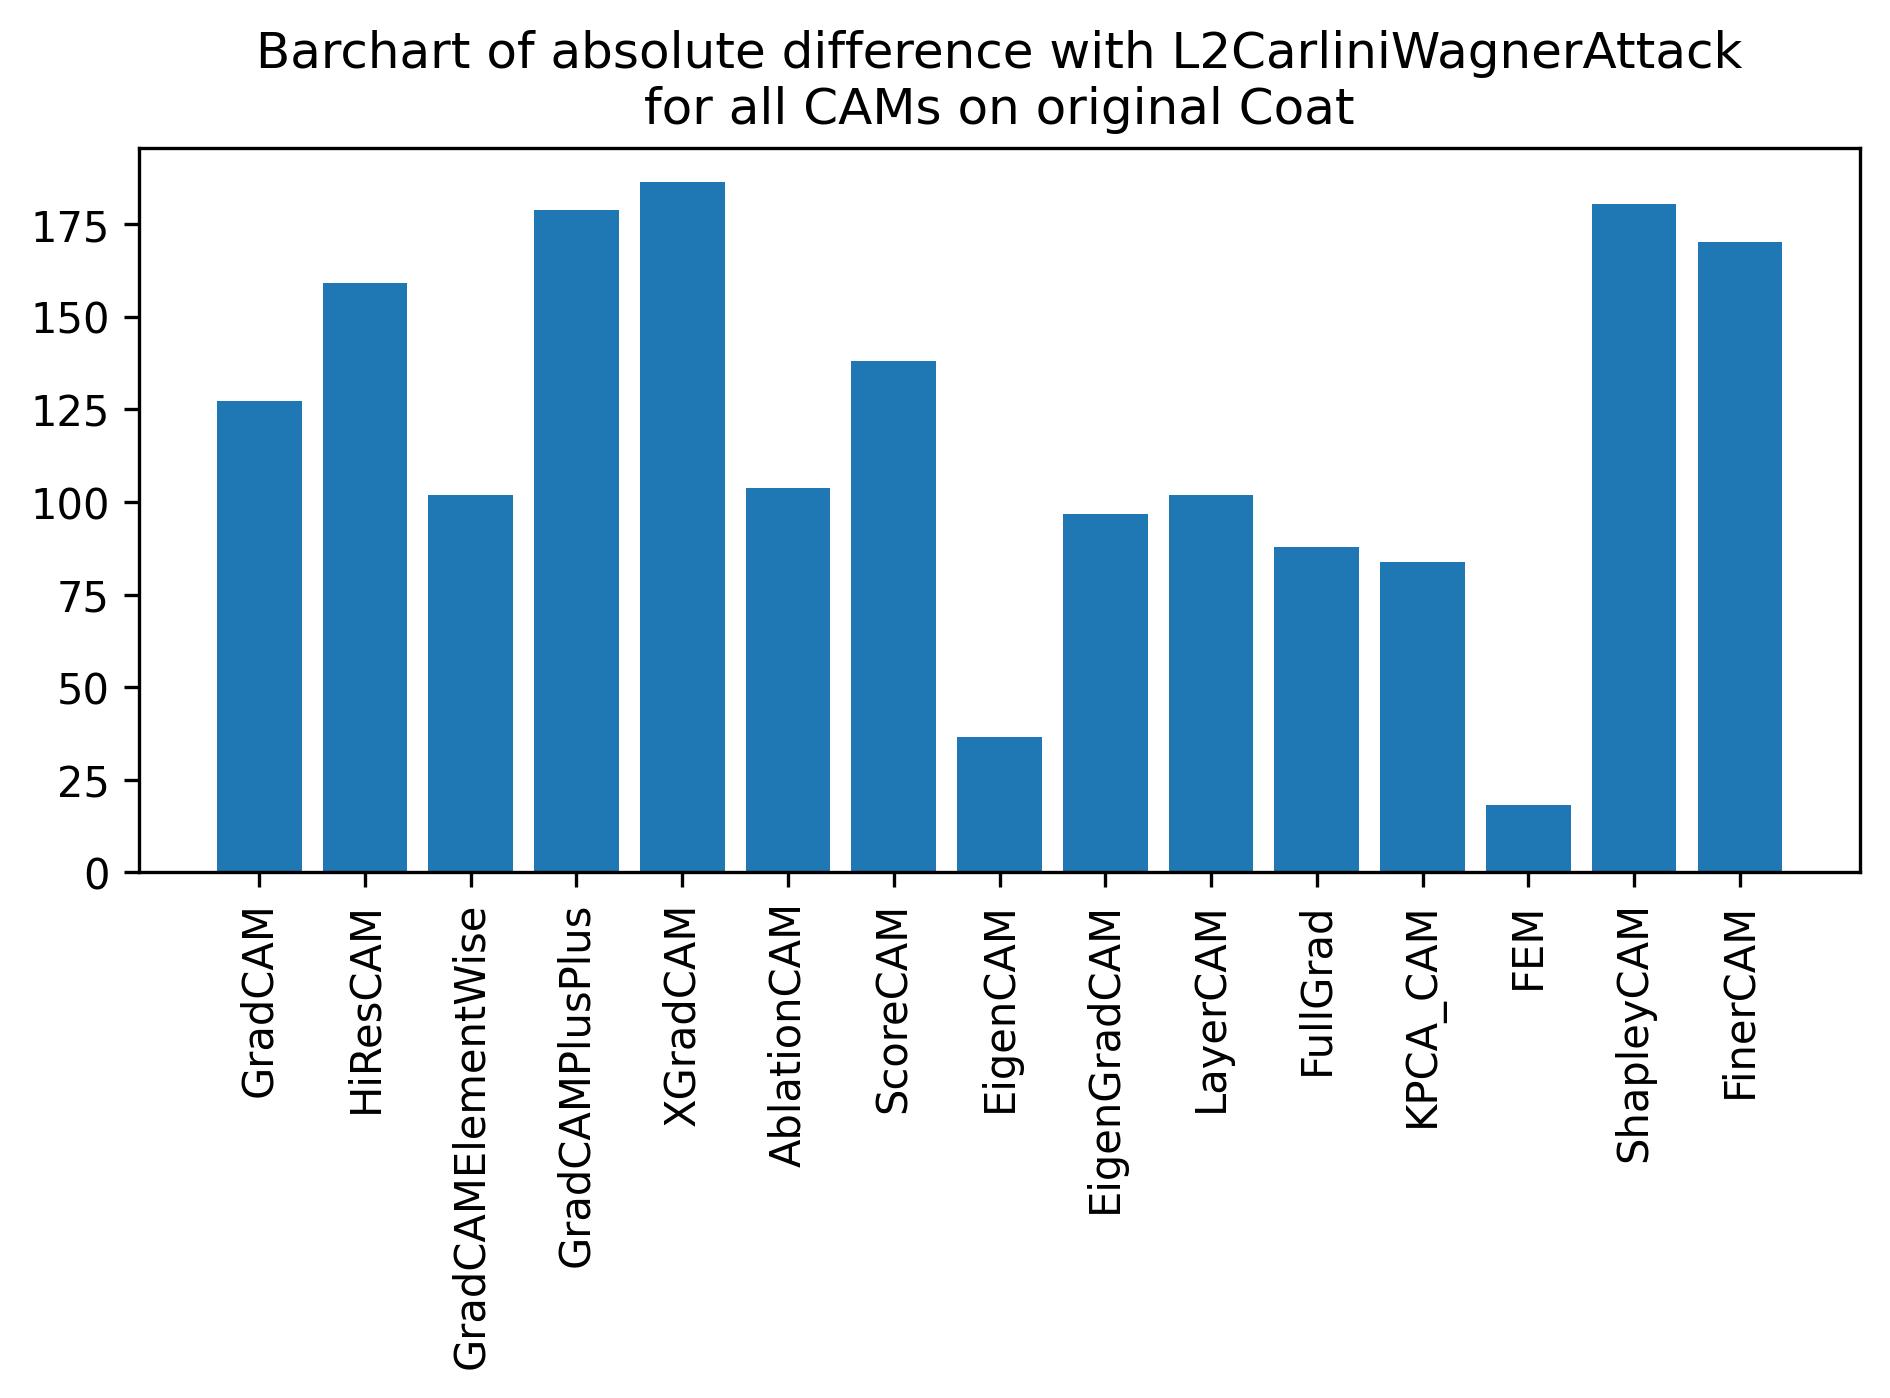 Barchart of absolute difference with L2CarliniWagnerAttack
for all CAMs on original Coat
175
150
125
100
75
50
25
0
GradCAM
HiResCAM
GradCAMElementWise
GradCAMPlusPlus
XGradCAM
AblationCAM
ScoreCAM
EigenCAM
EigenGradCAM
LayerCAM
FullGrad
KPCA_CAM
FEM
ShapleyCAM
FinerCAM